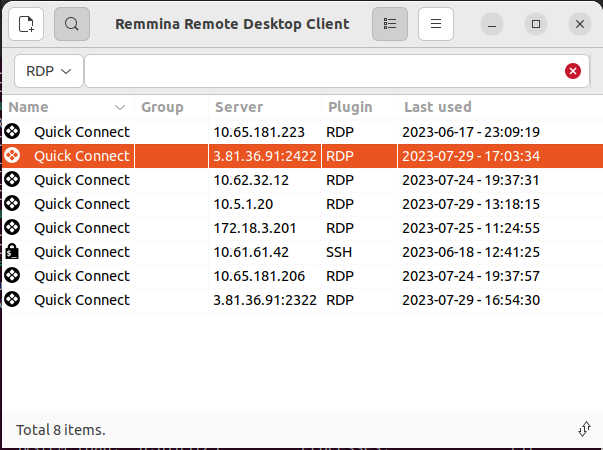 Remmina Remote Desktop Client
RDP
Name Group Server Plugin Last used
Quick Connect 10.65.181.223 RDP 2023-06-17 - 23:09:19
Quick Connect 3.81.36.91:2422 RDP 2023-07-29 - 17:03:34
Quick Connect 10.62.32.12 RDP 2023-07-24 - 19:37:31
Quick Connect 10.5.1.20 RDP 2023-07-29 - 13:18:15
Quick Connect 172.18.3.201 RDP 2023-07-25 - 11:24:55
Quick Connect 10.61.61.42 SSH 2023-06-18 - 12:41:25
Quick Connect 10.65.181.206 RDP 2023-07-24 - 19:37:57
Quick Connect 3.81.36.91:2322 RDP 2023-07-29 - 16:54:30
Total 8 items.